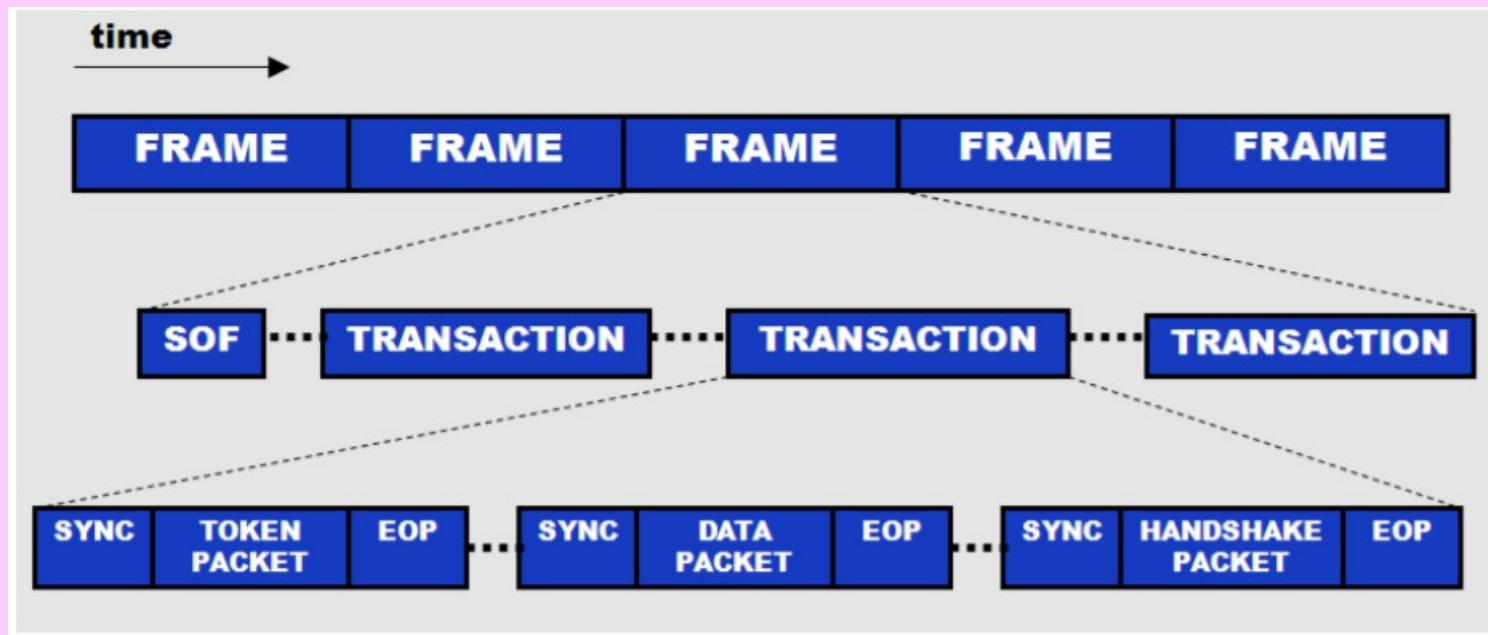 time
FRAME FRAME FRAME FRAME FRAME
SOF TRANSACTION TRANSACTION TRANSACTION
SYNC TOKEN PACKET EOP SYNC DATA PACKET EOP SYNC HANDSHAKE PACKET EOP